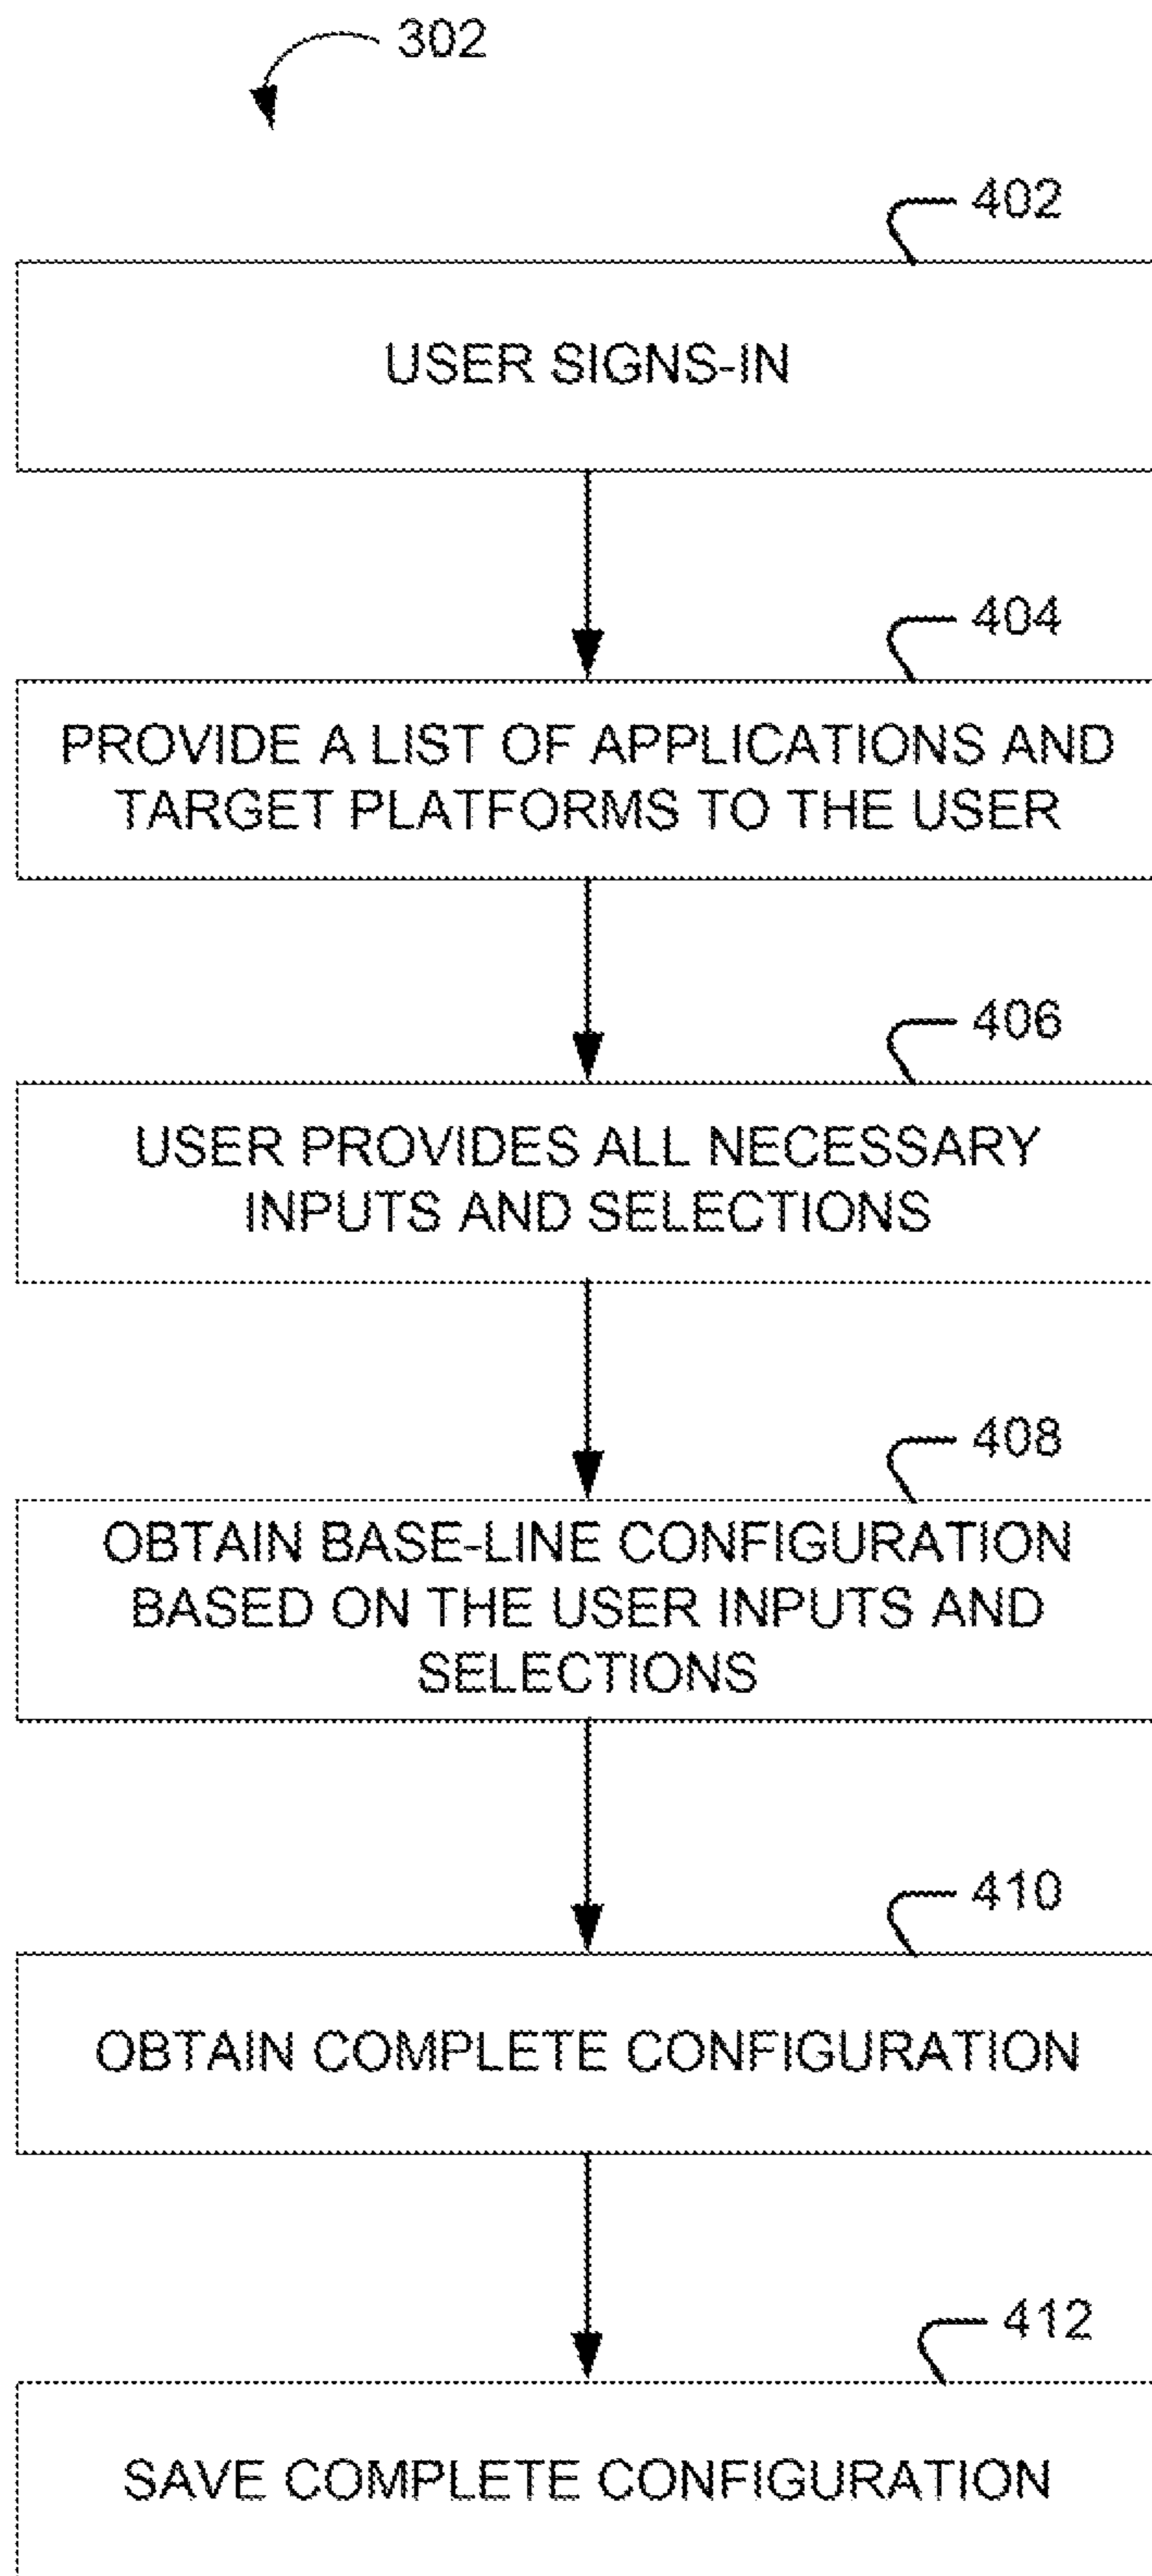 302
402
USER SIGNS-IN
404
PROVIDE A LIST OF APPLICATIONS AND
TARGET PLATFORMS TO THE USER
406
USER PROVIDES ALL NECESSARY
INPUTS AND SELECTIONS
408
OBTAIN BASE-LINE CONFIGURATION
BASED ON THE USER INPUTS AND
SELECTIONS
410
OBTAIN COMPLETE CONFIGURATION
412
SAVE COMPLETE CONFIGURATION